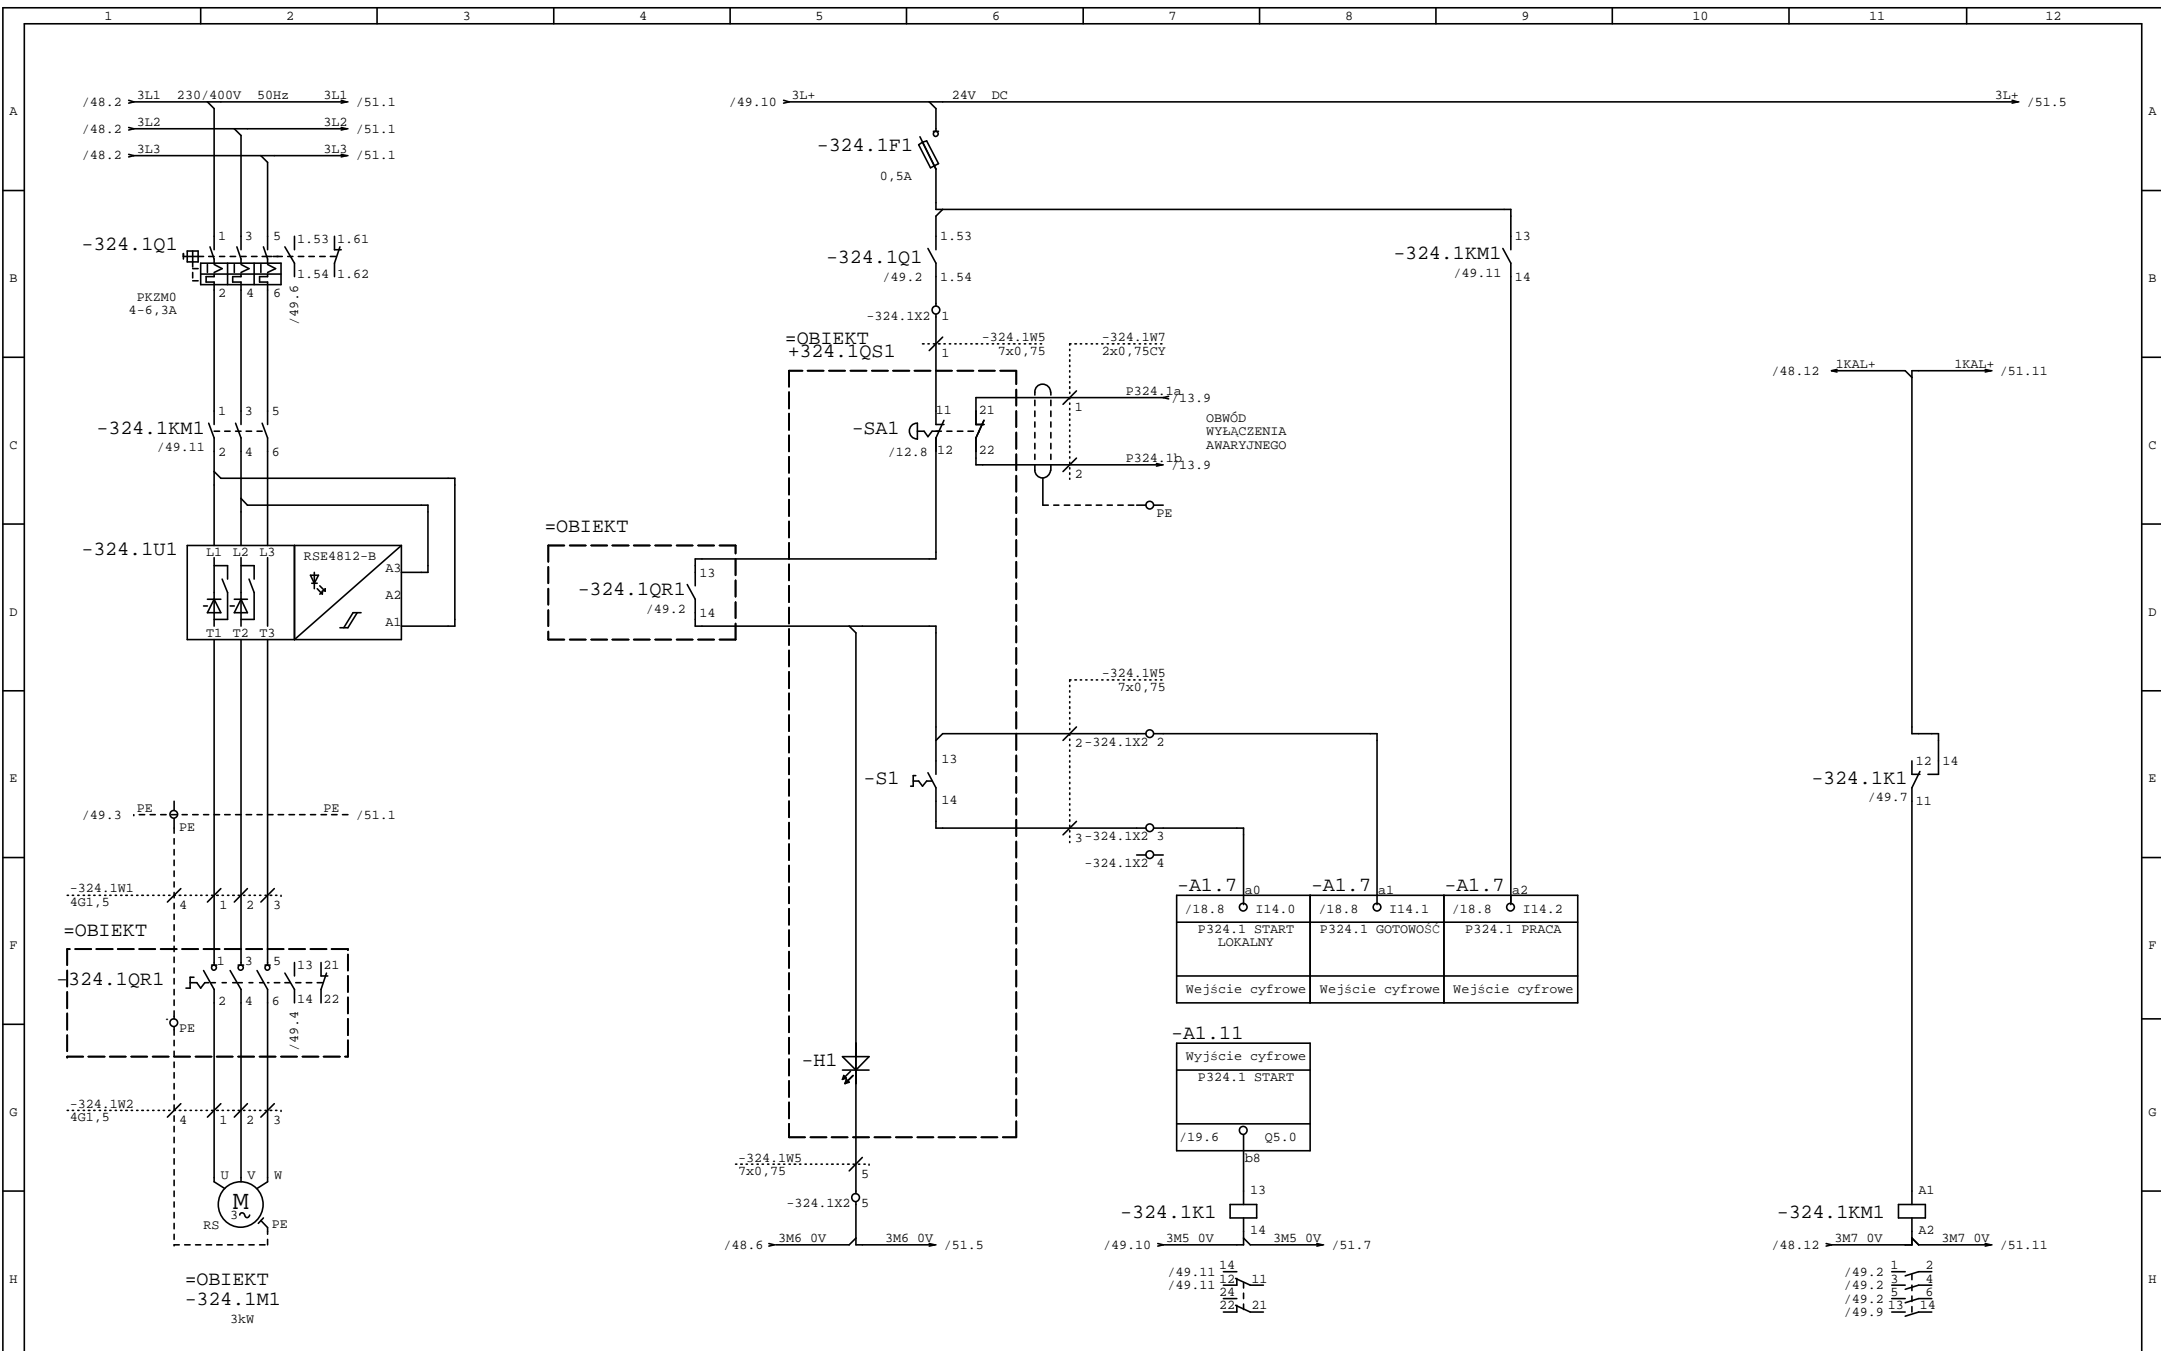 1 2 3 4 5 6 7 8 9 10 11 12
A A
B B
C C
D D
E E
F F
G G
H H
/48.2 3L1 230/400V 50Hz 3L1 /51.1
/48.2 3L2 3L2 /51.1
/48.2 3L3 3L3 /51.1
-324.1Q1
1 3 5 1.53 1.61
1.54 1.62
2 4 6
PKZM0
4-6,3A
/49.6
-324.1KM1
/49.11
1 3 5
2 4 6
-324.1U1
L1 L2 L3
RSE4812-B
A3
A2
A1
T1 T2 T3
/49.3 PE PE /51.1
PE
-324.1W1
4G1,5
4 1 2 3
=OBIEKT
-324.1QR1
1 3 5 13 21
2 4 6 14 22
PE
/49.4
-324.1W2
4G1,5
4 1 2 3
U V W
M
3~
RS PE
=OBIEKT
-324.1M1
3kW
/49.10 3L+ 24V DC 3L+ /51.5
-324.1F1
0,5A
-324.1Q1
/49.2
1.53
1.54
-324.1X2 1
=OBIEKT
+324.1QS1
-324.1W5
7x0,75
1
-324.1W7
2x0,75CY
-SA1
/12.8
11
12
21
22
1
P324.1a
/13.9
OBWÓD
WYŁĄCZENIA
AWARYJNEGO
2
P324.1b
/13.9
PE
=OBIEKT
-324.1QR1
/49.2
13
14
-324.1W5
7x0,75
2 -324.1X2 2
-S1
13
14
3 -324.1X2 3
-324.1X2 4
-H1
-324.1W5
7x0,75
5
-324.1X2 5
/48.6 3M6 0V 3M6 0V /51.5
-324.1KM1
/49.11
13
14
-A1.7 a0 -A1.7 a1 -A1.7 a2
/18.8 I14.0 /18.8 I14.1 /18.8 I14.2
P324.1 START P324.1 GOTOWOŚĆ P324.1 PRACA
LOKALNY
Wejście cyfrowe Wejście cyfrowe Wejście cyfrowe
-A1.11
Wyjście cyfrowe
P324.1 START
/19.6 Q5.0
b8
-324.1K1
13
14
/49.10 3M5 0V 3M5 0V /51.7
14
/49.11 12 11
/49.11
24
22 21
/48.12 1KAL+ 1KAL+ /51.11
-324.1K1
/49.7
12 14
11
-324.1KM1
A1
A2
/48.12 3M7 0V 3M7 0V /51.11
/49.2 1 2
/49.2 3 4
/49.2 5 6
/49.9 13 14